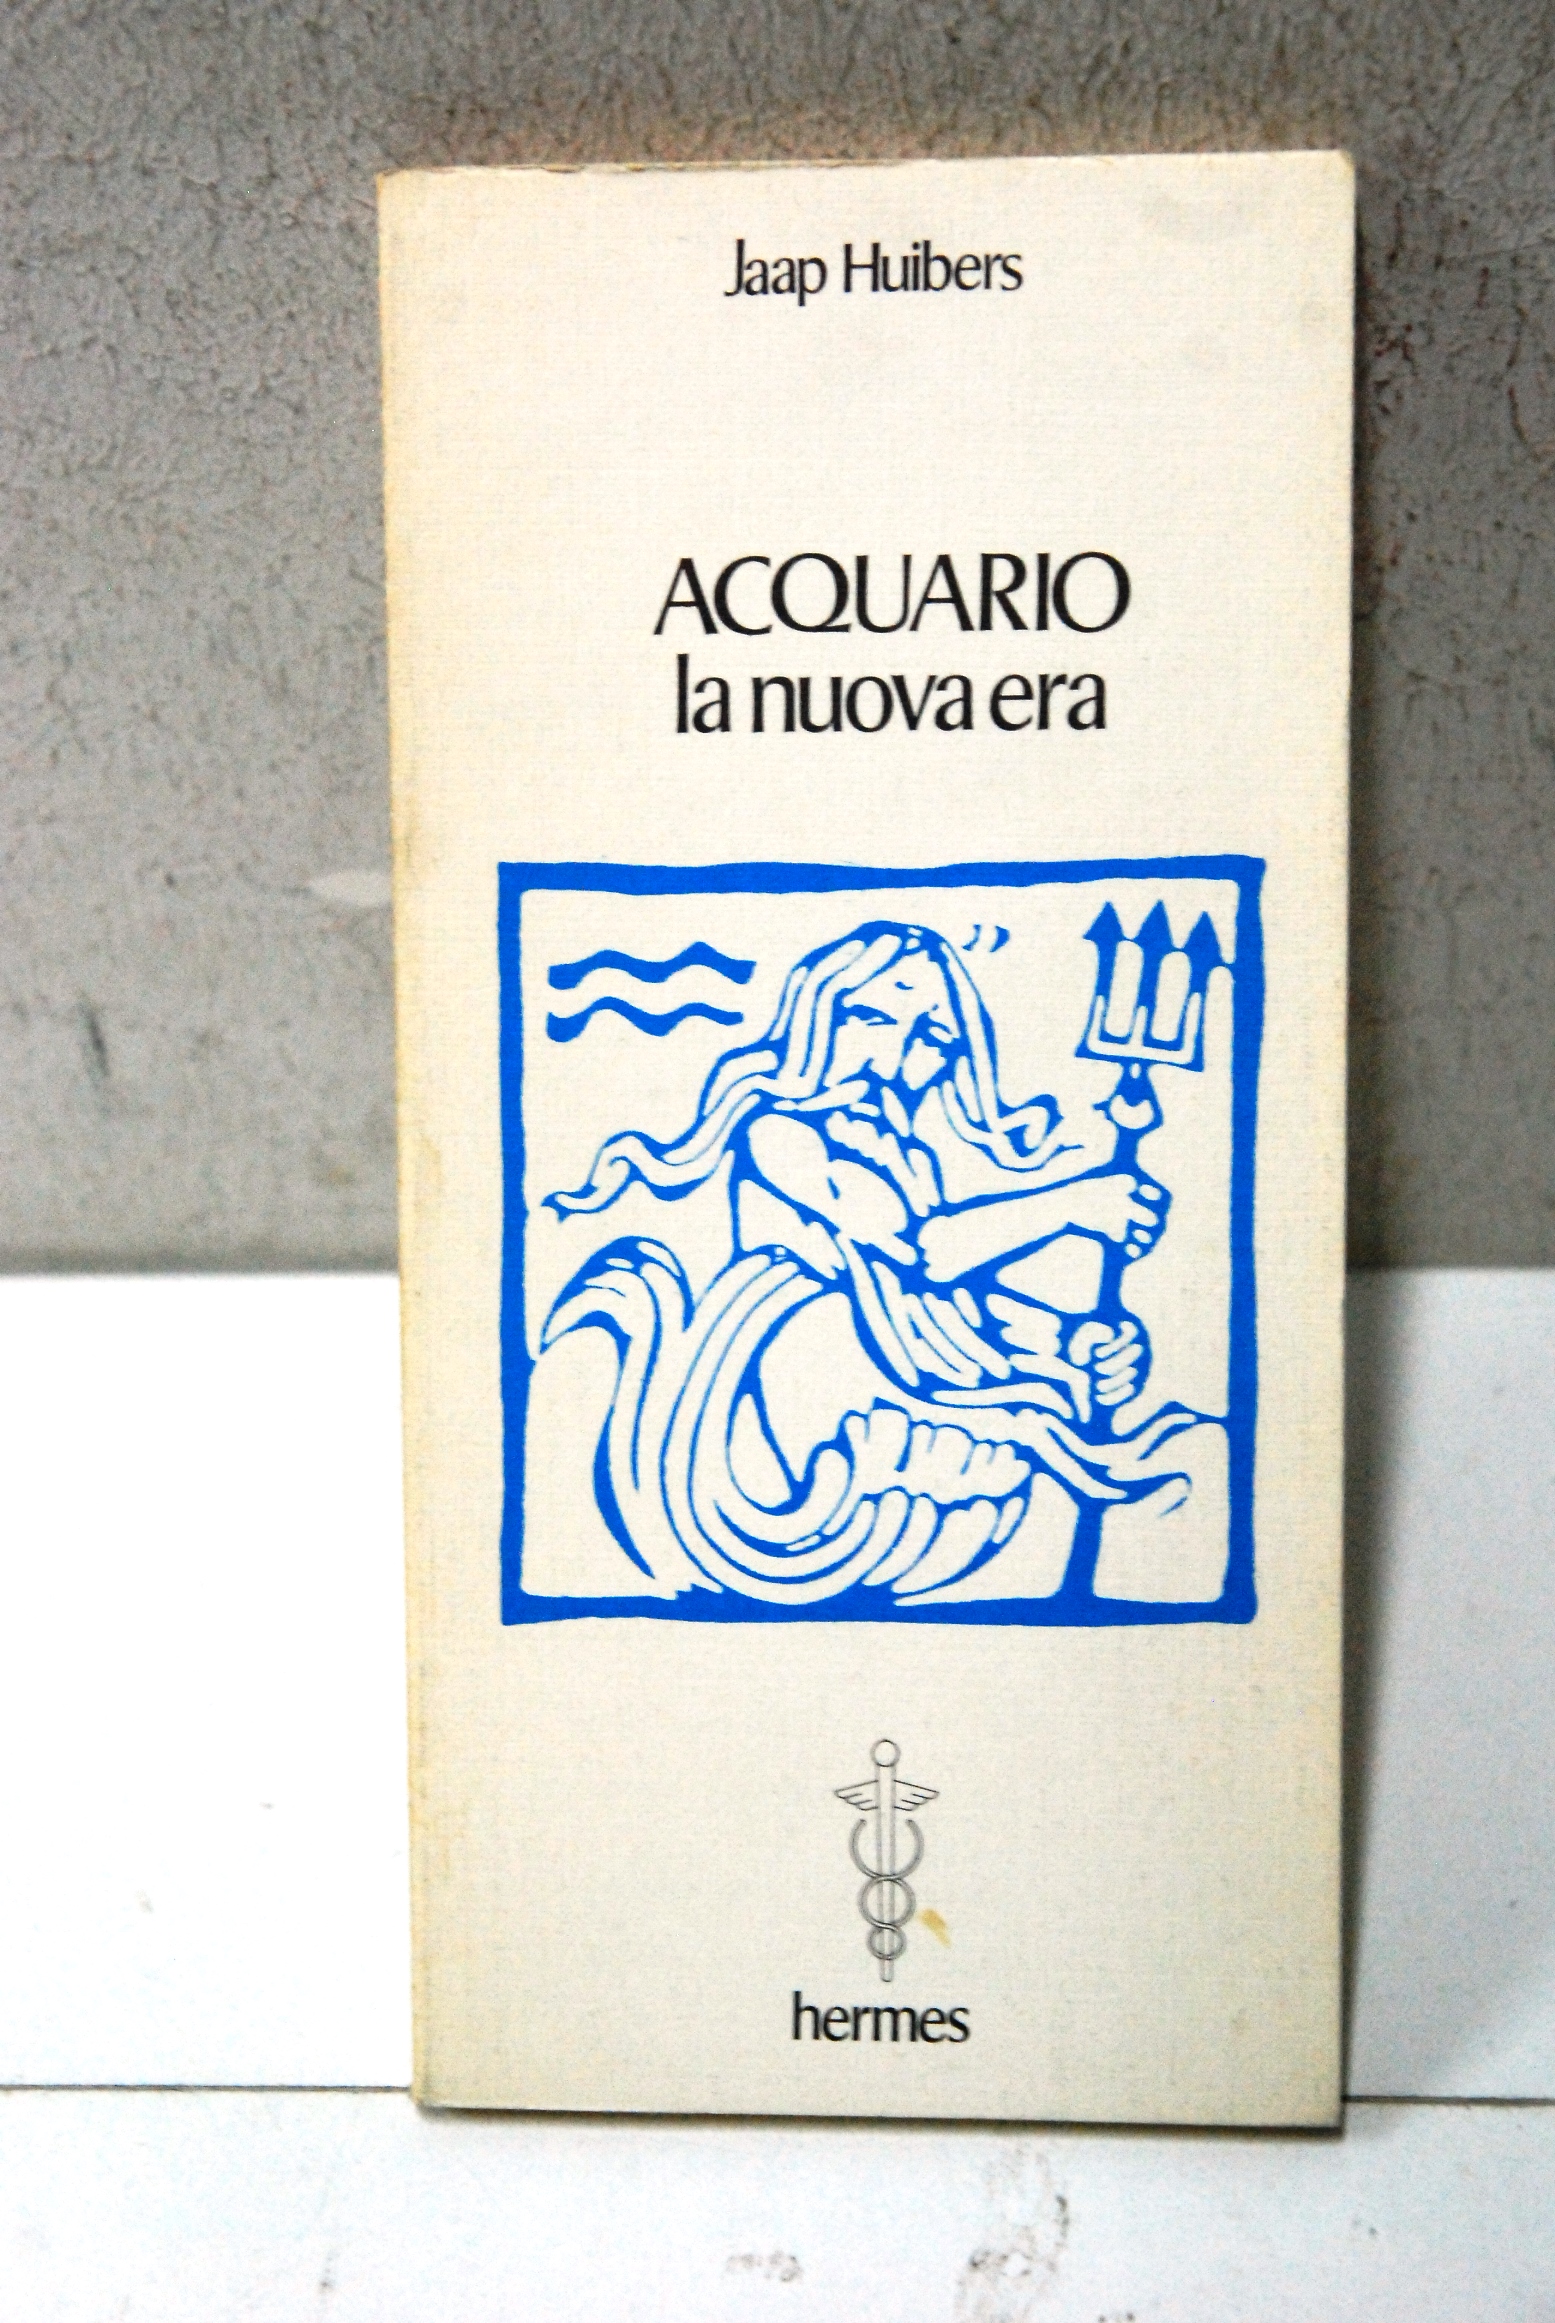 Jaap Huibers
ACQUARIO
la nuova era
hermes